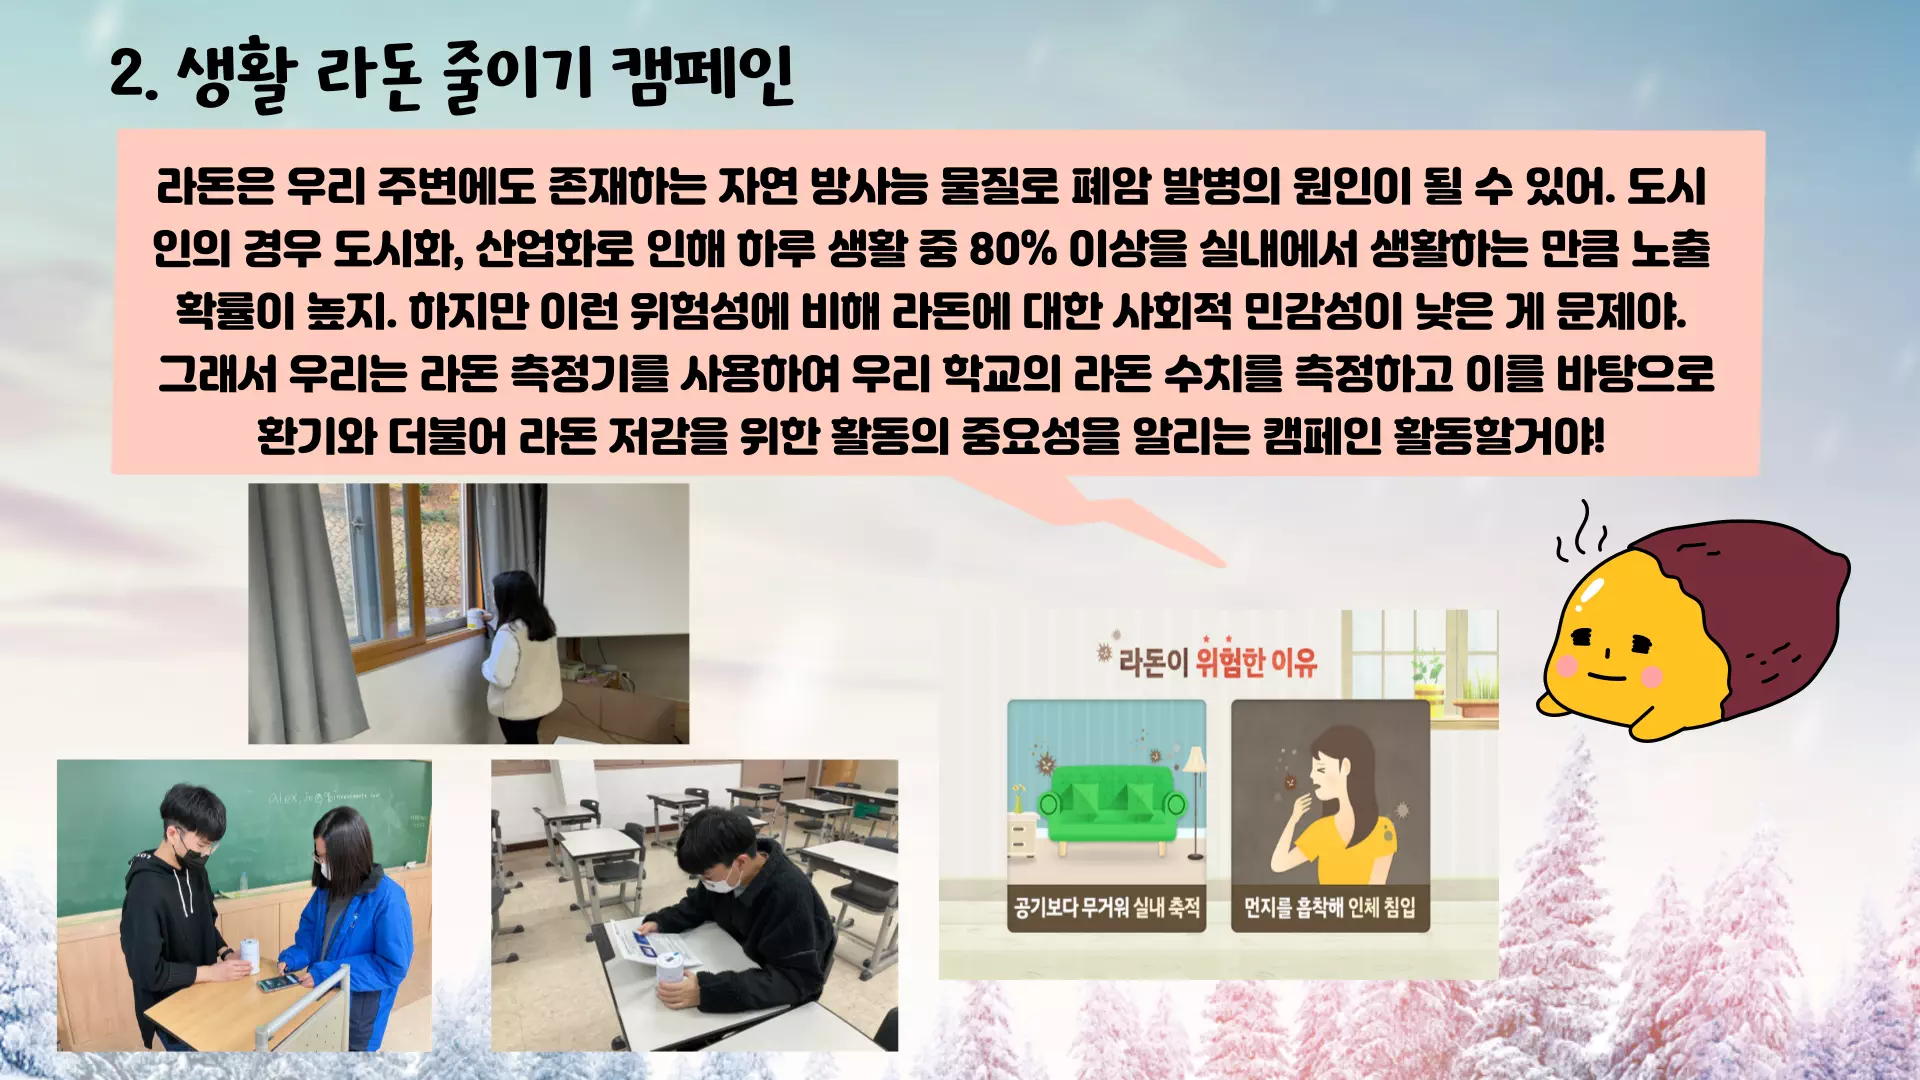 2. 생활 라돈 줄이기 캠페인
라돈은 우리 주변에도 존재하는 자연 방사능 물질로 폐암 발병의 원인이 될 수 있어. 도시
인의 경우 도시화, 산업화로 인해 하루 생활 중 80% 이상을 실내에서 생활하는 만큼 노출
확률이 높지. 하지만 이런 위험성에 비해 라돈에 대한 사회적 민감성이 낮은 게 문제야.
그래서 우리는 라돈 측정기를 사용하여 우리 학교의 라돈 수치를 측정하고 이를 바탕으로
환기와 더불어 라돈 저감을 위한 활동의 중요성을 알리는 캠페인 활동할거야!
라돈이 위험한 이유
공기보다 무거워 실내 축적
먼지를 흡착해 인체 침입